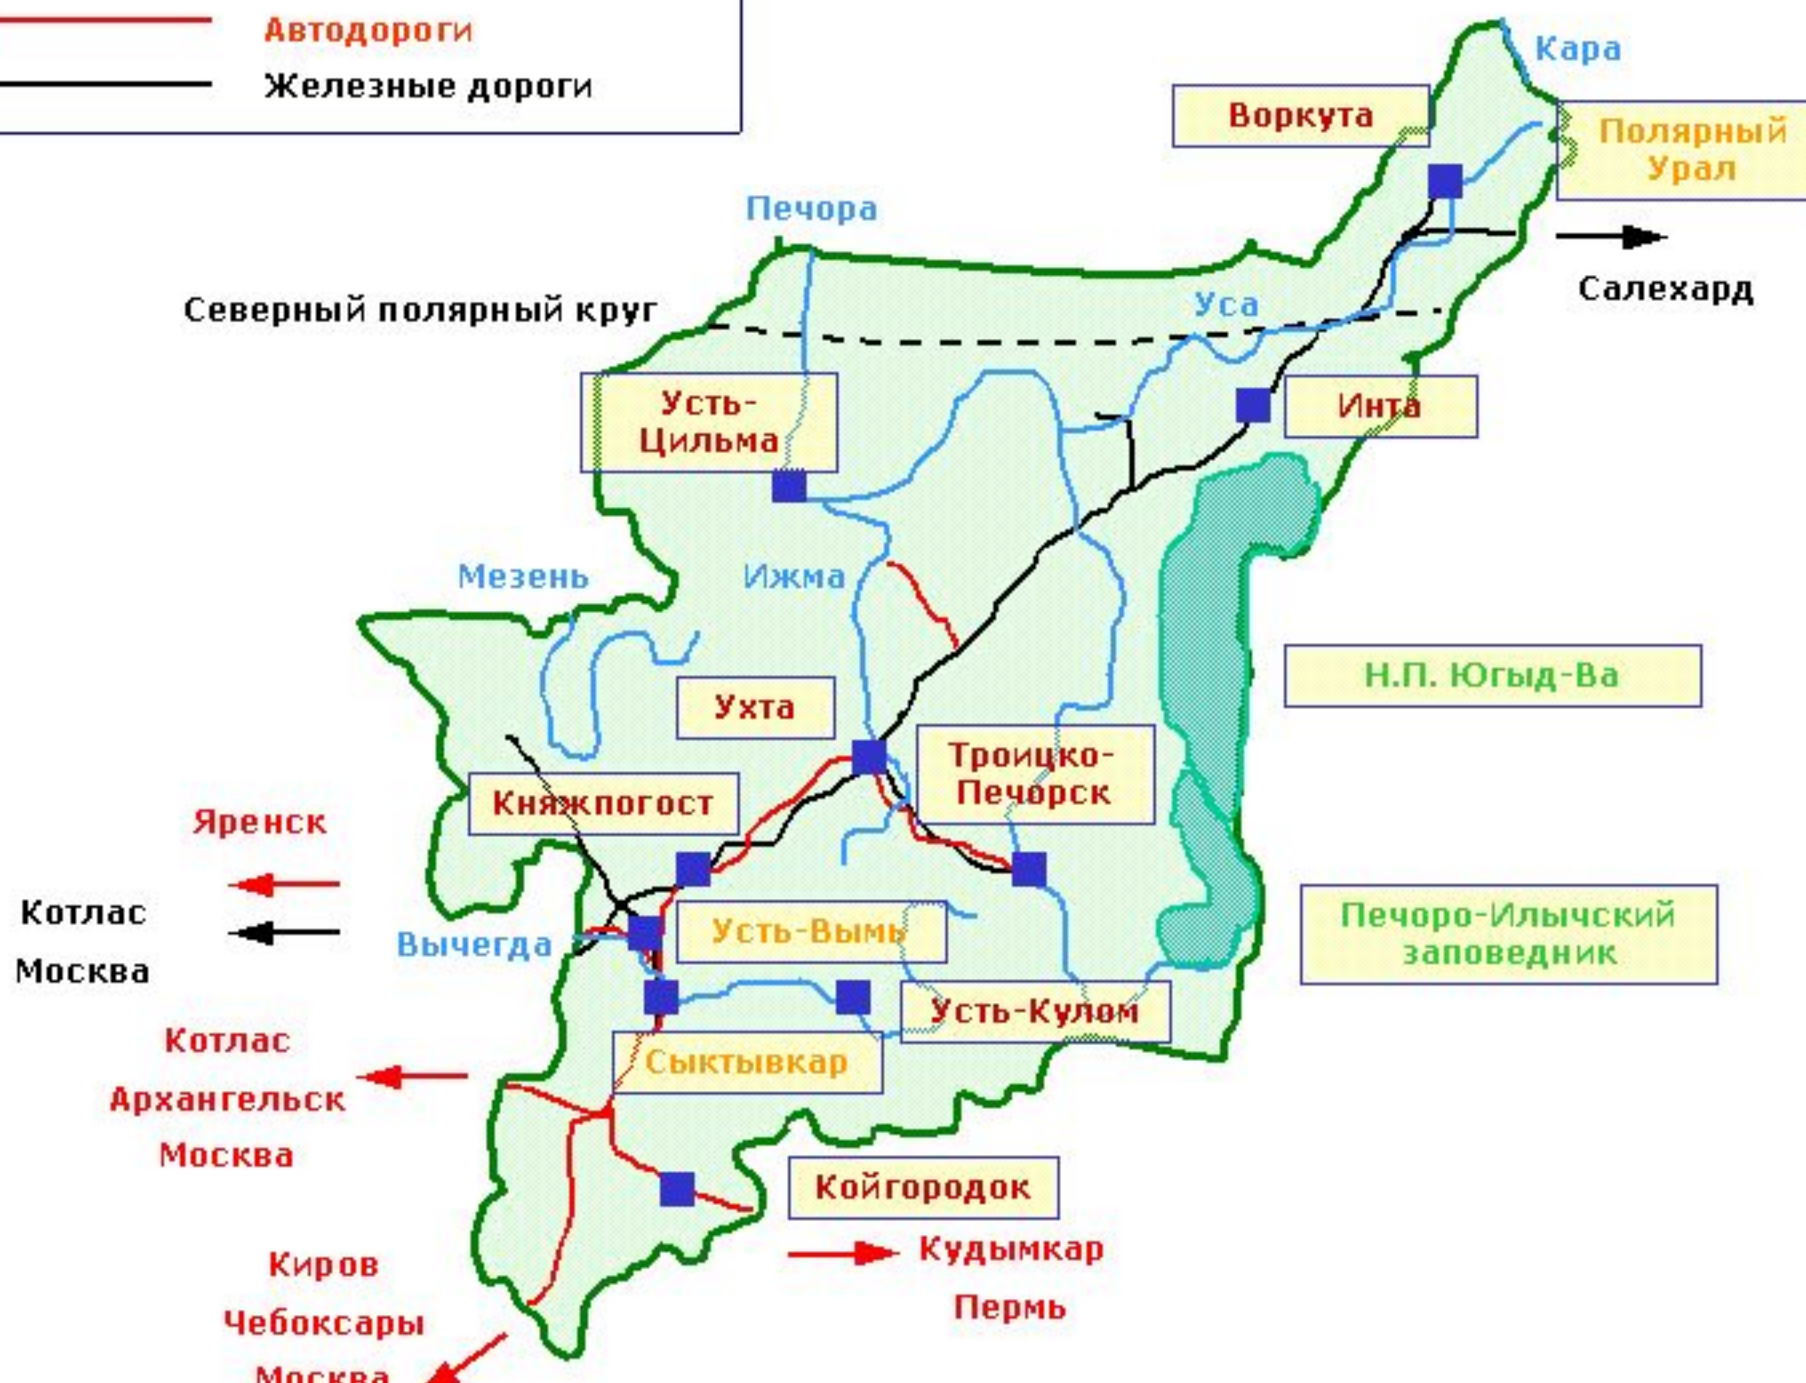 Автодороги
Железные дороги
Кара
Воркута
Полярный
Урал
Печора
Салехард
Северный полярный круг
Уса
Усть-
Цильма
Инта
Мезень
Ижма
Н.П. Югыд-Ва
Ухта
Троицко-
Печорск
Княжпогост
Яренск
Котлас
Москва
Вычегда
Усть-Вымь
Печоро-Илычский
заповедник
Усть-Кулом
Котлас
Архангельск
Москва
Сыктывкар
Койгородок
Кудымкар
Пермь
Киров
Чебоксары
Москва